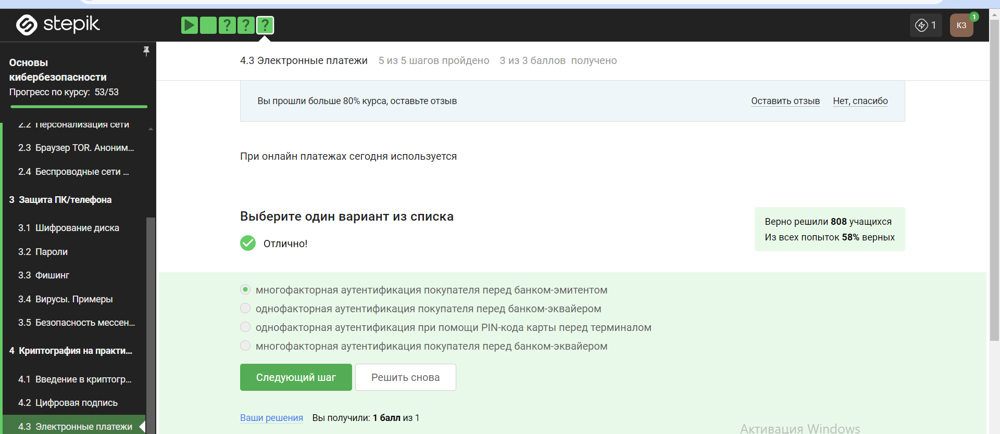 stepik
?
?
?
1
КЗ
1
Основы
кибербезопасности
Прогресс по курсу: 53/53
2.2 Персонализация сети
2.3 Браузер TOR. Аноним...
2.4 Беспроводные сети ...
3 Защита ПК/телефона
3.1 Шифрование диска
3.2 Пароли
3.3 Фишинг
3.4 Вирусы. Примеры
3.5 Безопасность мессен...
4 Криптография на практи...
4.1 Введение в криптогр...
4.2 Цифровая подпись
4.3 Электронные платежи
4.3 Электронные платежи 5 из 5 шагов пройдено 3 из 3 баллов получено
Вы прошли больше 80% курса, оставьте отзыв Оставить отзыв Нет, спасибо
При онлайн платежах сегодня используется
Выберите один вариант из списка
Отлично!
Верно решили 808 учащихся
Из всех попыток 58% верных
многофакторная аутентификация покупателя перед банком-эмитентом
однофакторная аутентификация покупателя перед банком-эквайером
однофакторная аутентификация при помощи PIN-кода карты перед терминалом
многофакторная аутентификация покупателя перед банком-эквайером
Следующий шаг Решить снова
Ваши решения Вы получили: 1 балл из 1
Активация Windows